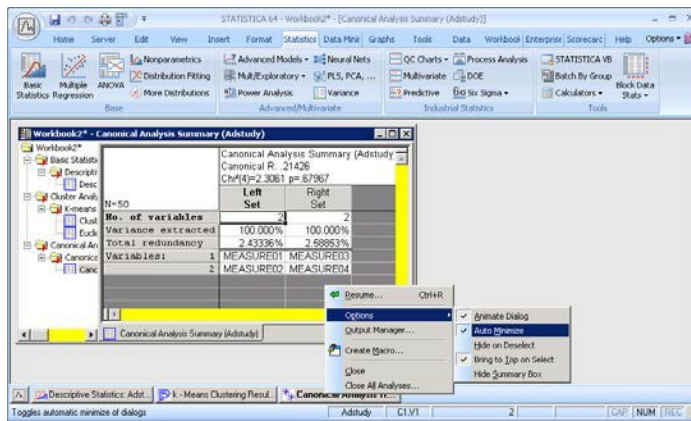 STATISTICA 64 - Workbook2* - [Canonical Analysis Summary (Adstudy)]
Home Server Edit View Insert Format Statistics Data Mine Graphs Tools Data Workbook Enterprise Scorecard Help Options
Basic Statistics
Multiple Regression
ANOVA
Nonparametrics
Distribution Fitting
More Distributions
Base
Advanced Models
Mult/Exploratory
Power Analysis
Neural Nets
PLS, PCA, ...
Variance
Advanced/Multivariate
QC Charts
Multivariate
Predictive
Process Analysis
DOE
Six Sigma
Industrial Statistics
STATISTICA VB
Batch By Group
Calculators
Block Data Stats
Tools
Workbook2* - Canonical Analysis Summary (Adstudy)
Workbook2*
Basic Statisti
Descripti
Desc
Cluster Analy
K-means
Clust
Eucle
Canonical An
Canonica
Canc
Canonical Analysis Summary (Adstudy
Canonical R: .21426
Chi²(4)=2.3061 p=.67967
N=50
Left Set
Right Set
No. of variables 2 2
Variance extracted 100.000% 100.000%
Total redundancy 2.43336% 2.58853%
Variables: 1 MEASURE01 MEASURE03
2 MEASURE02 MEASURE04
Canonical Analysis Summary (Adstudy)
Resume... Ctrl+R
Options
Output Manager...
Create Macro...
Close
Close All Analyses...
Animate Dialog
Auto Minimize
Hide on Deselect
Bring to Top on Select
Hide Summary Box
Descriptive Statistics: Adst...
k - Means Clustering Resul...
Canonical Analysis R...
Toggles automatic minimize of dialogs
Adstudy
C1,V1
2
CAP
NUM
REC